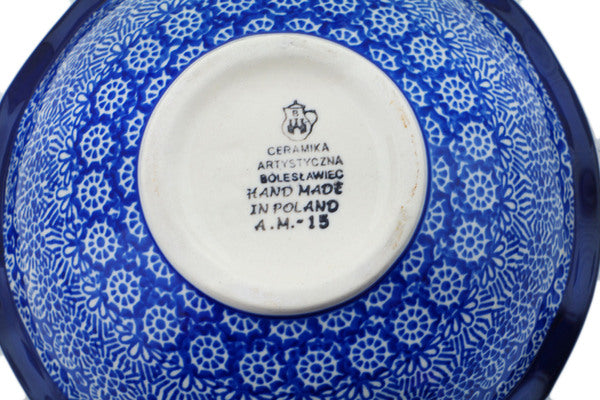 B
CERAMIKA
ARTYSTYCZNA
BOLESŁAWIEC
HAND MADE
IN POLAND
A.M.-15